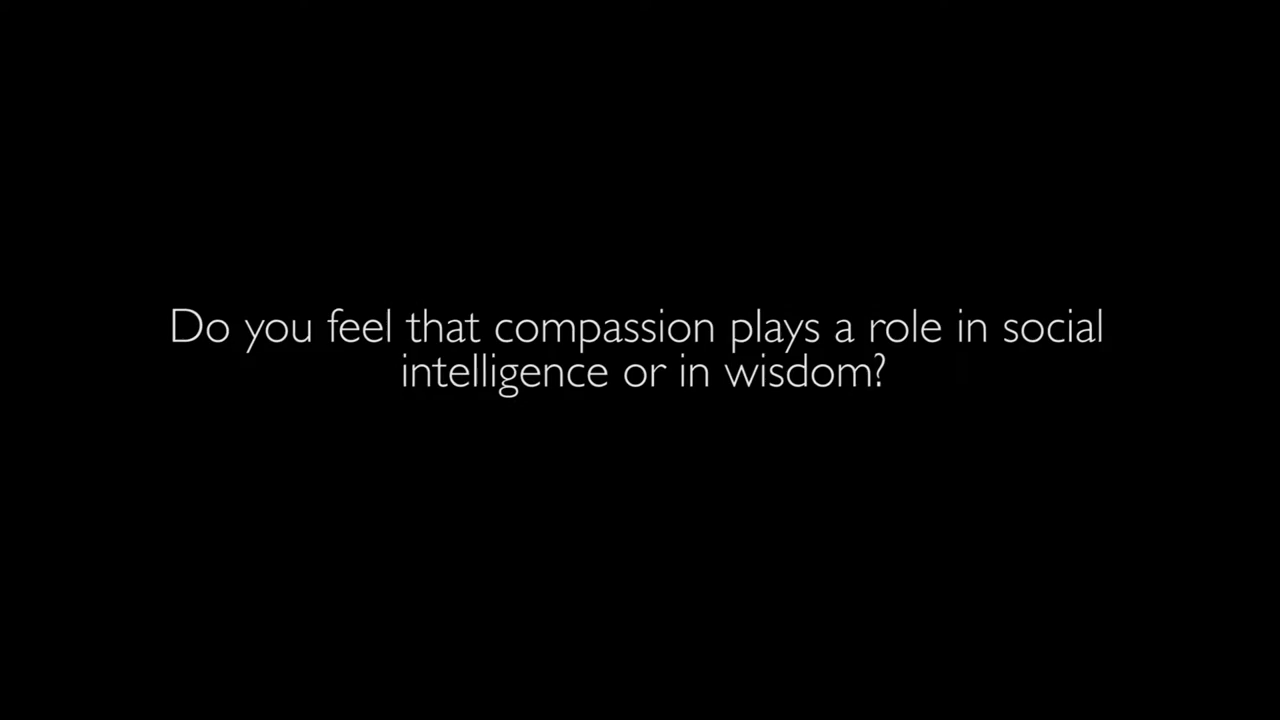 Do you feel that compassion plays a role in social
intelligence or in wisdom?